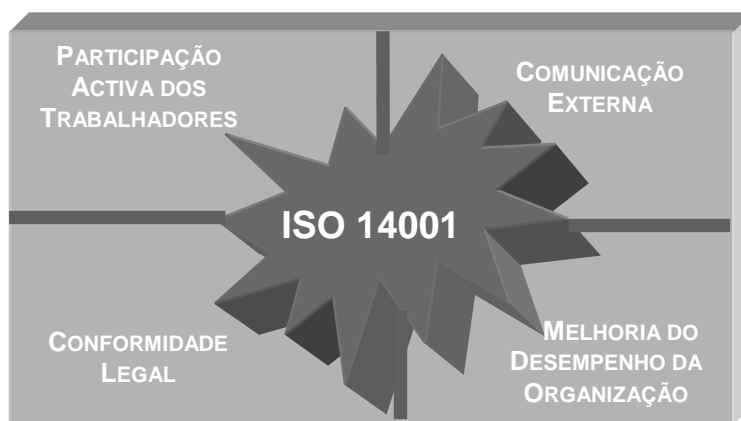 PARTICIPAÇÃO
ACTIVA DOS
TRABALHADORES
COMUNICAÇÃO
EXTERNA
ISO 14001
CONFORMIDADE
LEGAL
MELHORIA DO
DESEMPENHO DA
ORGANIZAÇÃO